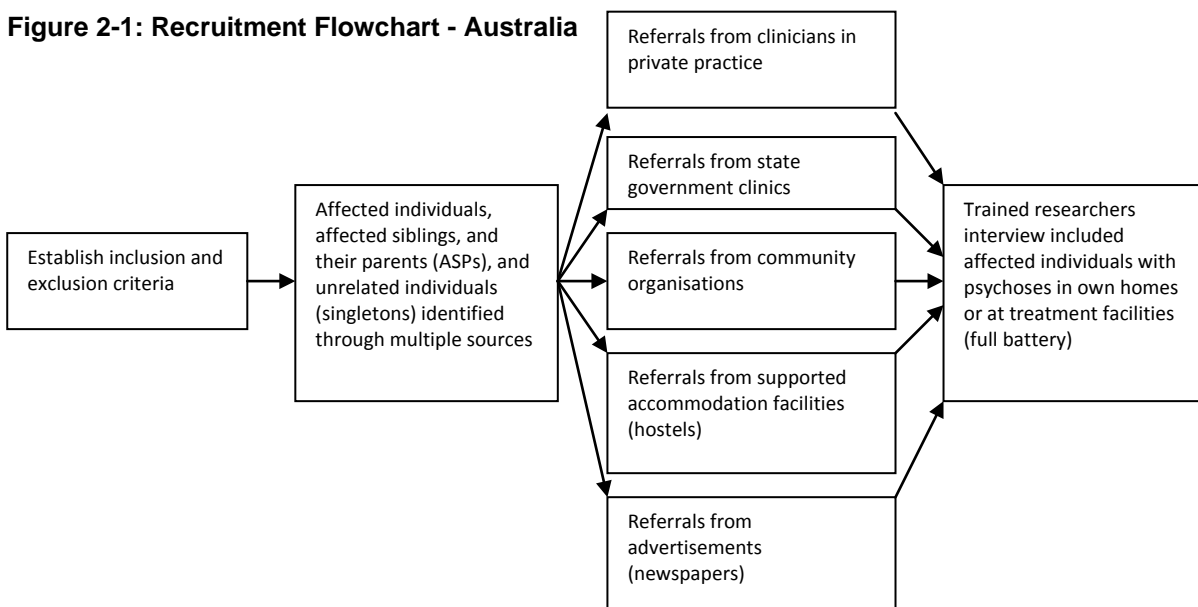 Figure 2-1: Recruitment Flowchart - Australia
Establish inclusion and
exclusion criteria
Affected individuals,
affected siblings, and
their parents (ASPs), and
unrelated individuals
(singletons) identified
through multiple sources
Referrals from clinicians in
private practice
Referrals from state
government clinics
Referrals from community
organisations
Referrals from supported
accommodation facilities
(hostels)
Referrals from
advertisements
(newspapers)
Trained researchers
interview included
affected individuals with
psychoses in own homes
or at treatment facilities
(full battery)